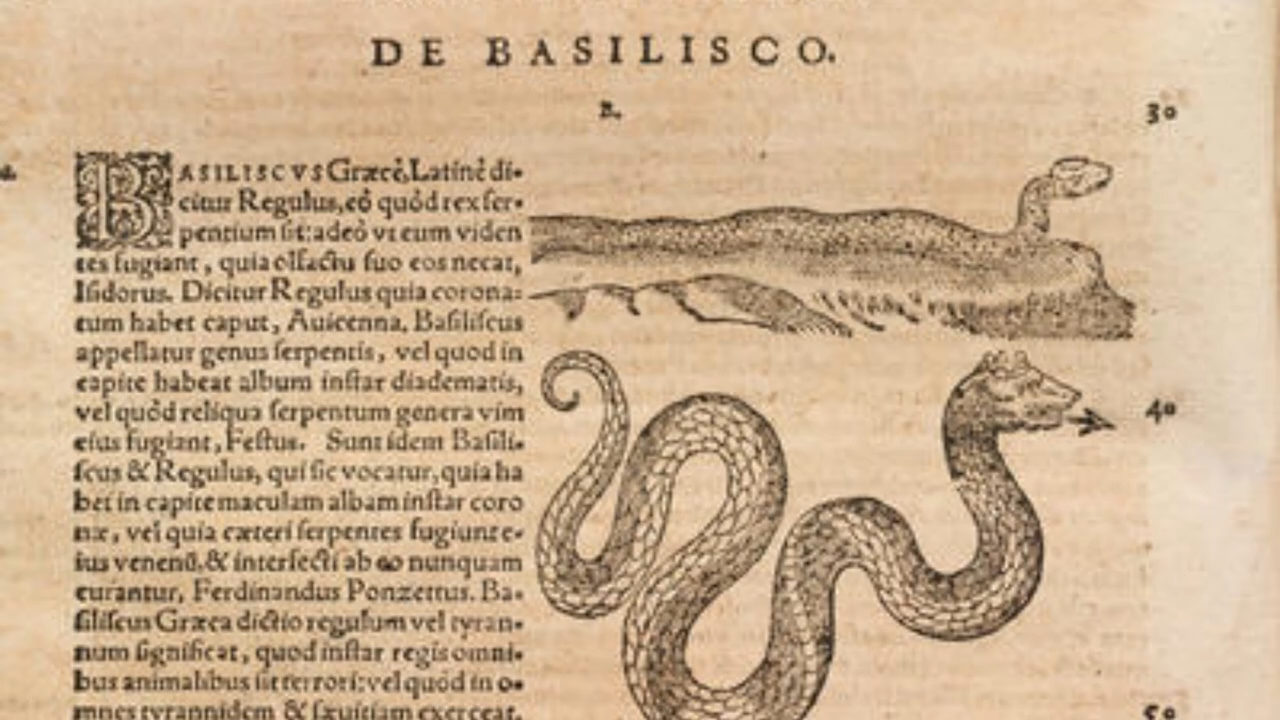 DE BASILISCO.
B.
30
BASILISCVS Græcè, Latinè di-
citur Regulus, eò quòd rex ser-
pentium sit: adeò vt eum viden
tes fugiant, quia olfactu suo eos necat,
Isidorus. Dicitur Regulus quia corona-
tum habet caput, Auicenna. Basiliscus
appellatur genus serpentis, vel quod in
capite habeat album instar diadematis,
vel quòd reliqua serpentum genera vim
40
eius fugiant, Festus. Sunt idem Basili-
scus & Regulus, qui sic vocatur, quia ha
bet in capite maculam albam instar coro
næ, vel quia cæteri serpentes fugiunt e-
ius venenū, & interfecti ab eo nunquam
curantur, Ferdinandus Ponzettus. Ba-
siliscus Græca dictio regulum vel tyran-
num significat, quod instar regis omni-
bus animalibus sit terrori: vel quòd in o-
mnes tyrannidem & sæuitiam exerceat,
50